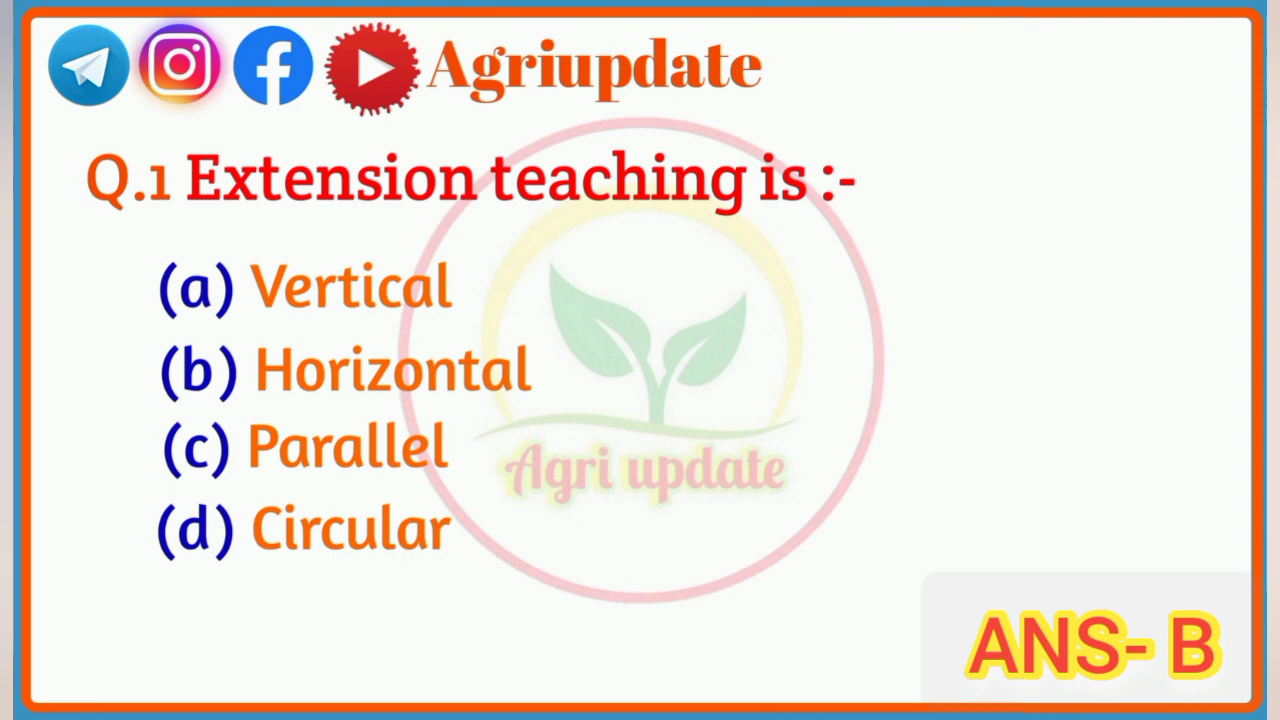 Agriupdate
Q.1 Extension teaching is :-
(a) Vertical
(b) Horizontal
(c) Parallel
(d) Circular
Agri update
ANS- B